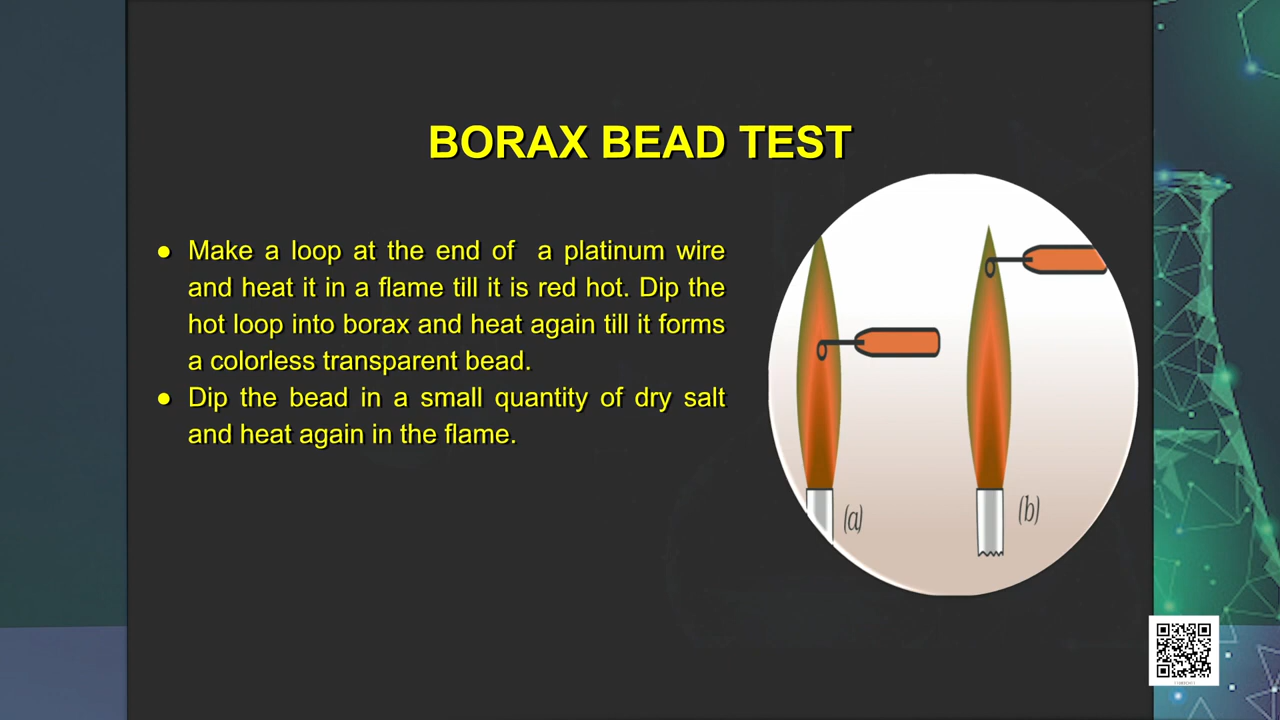 BORAX BEAD TEST
● Make a loop at the end of a platinum wire
and heat it in a flame till it is red hot. Dip the
hot loop into borax and heat again till it forms
a colorless transparent bead.
● Dip the bead in a small quantity of dry salt
and heat again in the flame.
(a)
(b)